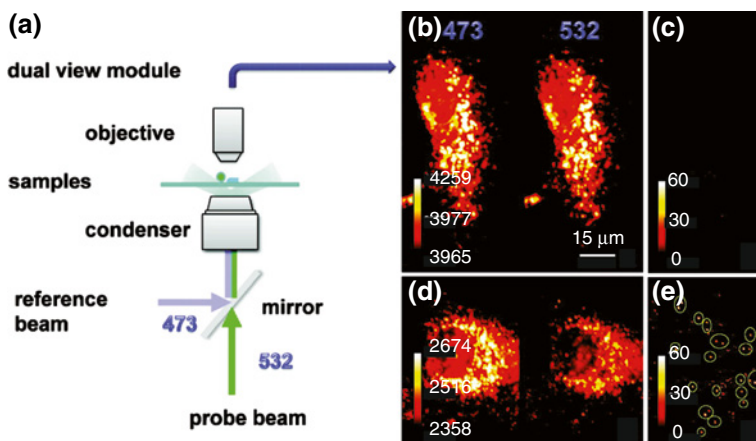 (a)
dual view module
objective
samples
condenser
reference
beam
473
mirror
532
probe beam
(b)
473
532
4259
3977
3965
15 μm
(c)
60
30
0
(d)
2674
2516
2358
(e)
60
30
0